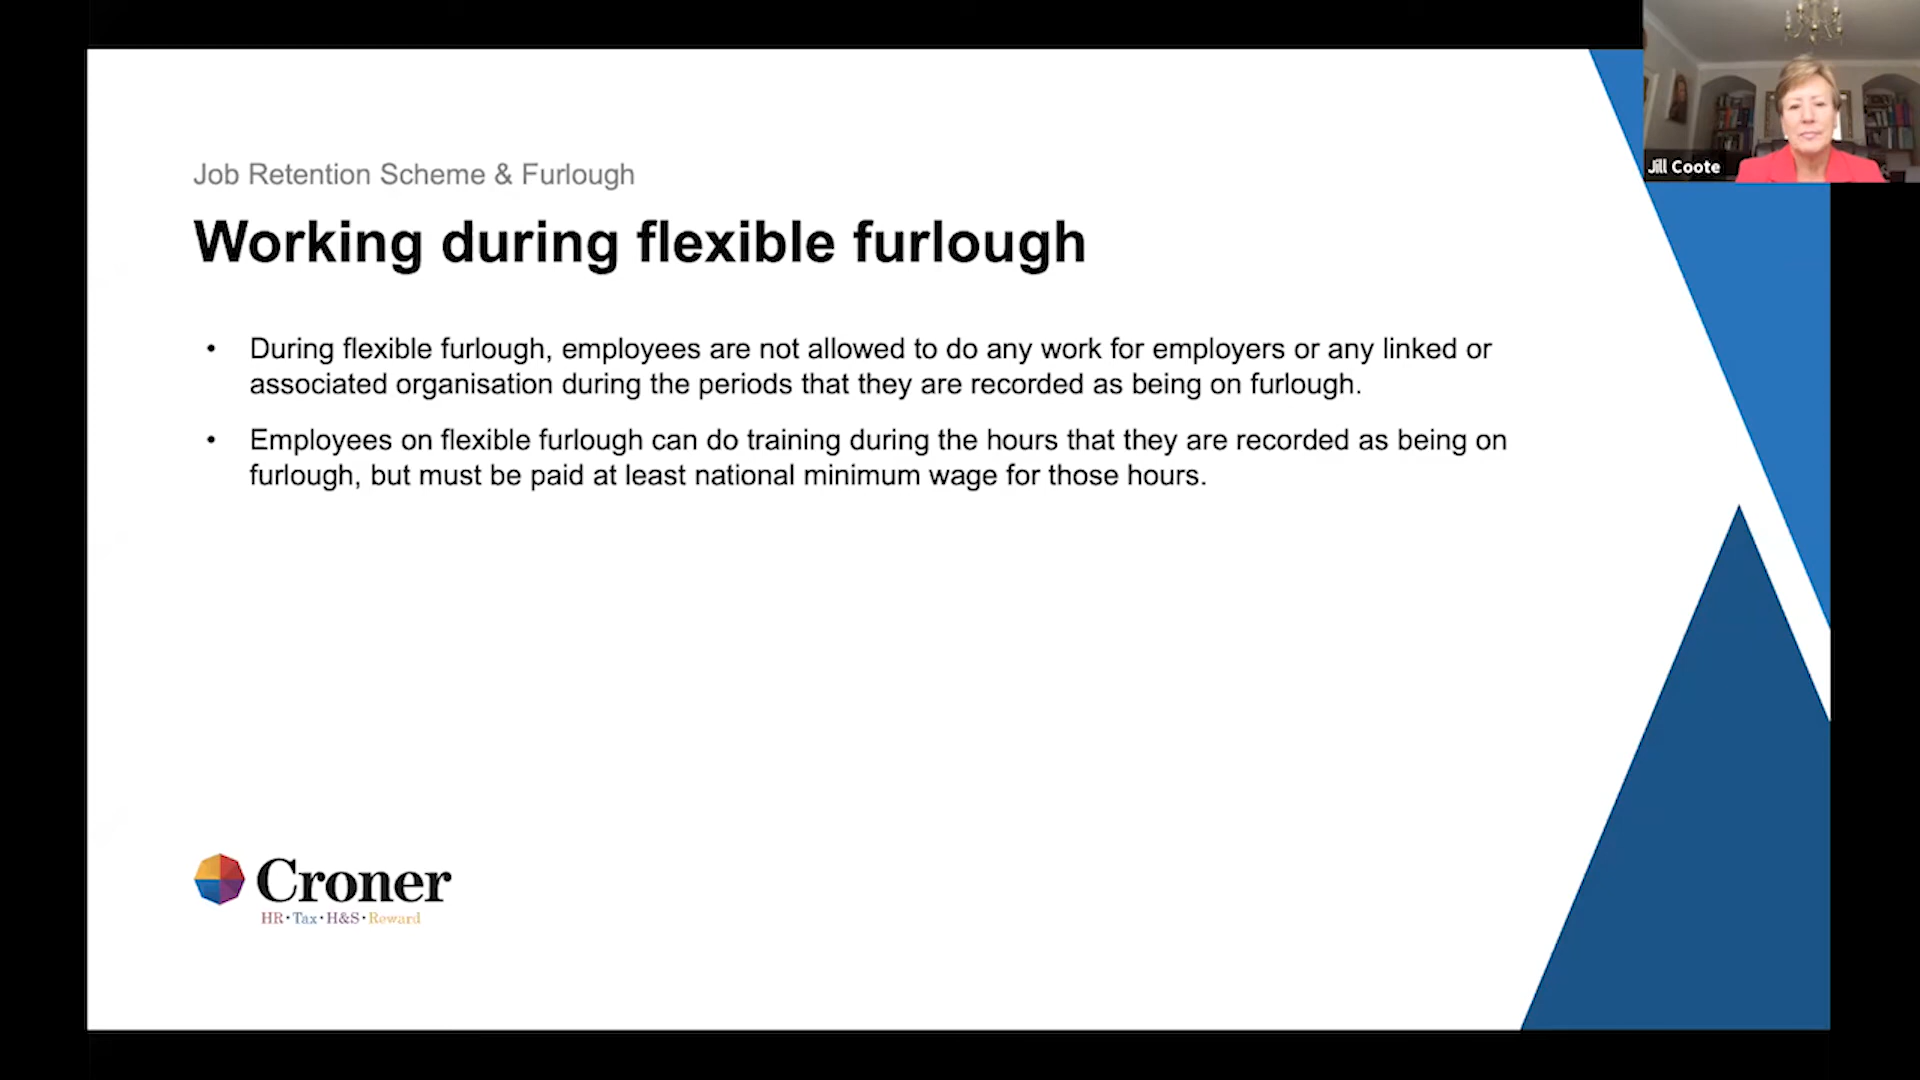 Job Retention Scheme & Furlough
Working during flexible furlough
• During flexible furlough, employees are not allowed to do any work for employers or any linked or
associated organisation during the periods that they are recorded as being on furlough.
• Employees on flexible furlough can do training during the hours that they are recorded as being on
furlough, but must be paid at least national minimum wage for those hours.
Croner
HR • Tax • H&S • Reward
Jill Coote